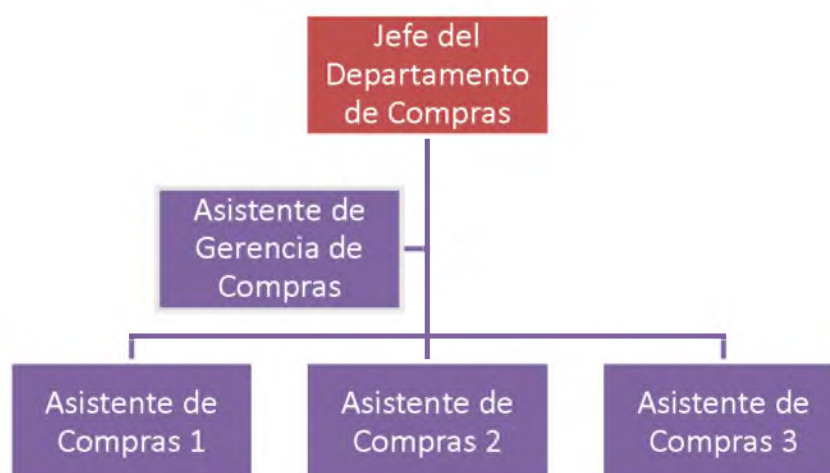 Jefe del
Departamento
de Compras
Asistente de
Gerencia de
Compras
Asistente de
Compras 1
Asistente de
Compras 2
Asistente de
Compras 3